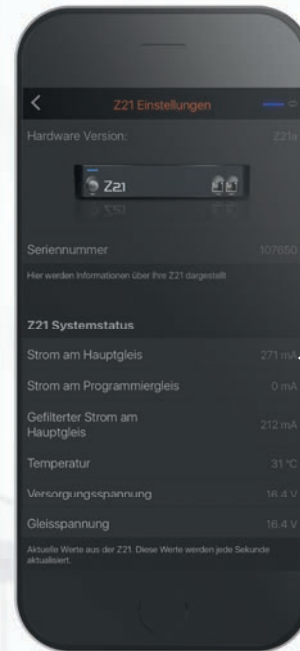 Z21 Einstellungen
Hardware Version:
Z21
Seriennummer 107650
Hier werden Informationen über Ihre Z21 dargestellt
Z21 Systemstatus
Strom am Hauptgleis 271 mA
Strom am Programmiergleis 0 mA
Gefilterter Strom am
Hauptgleis 212 mA
Temperatur 31 °C
Versorgungsspannung 16.4 V
Gleisspannung 16.4 V
Aktuelle Werte aus der Z21. Diese Werte werden jede Sekunde
aktualisiert.